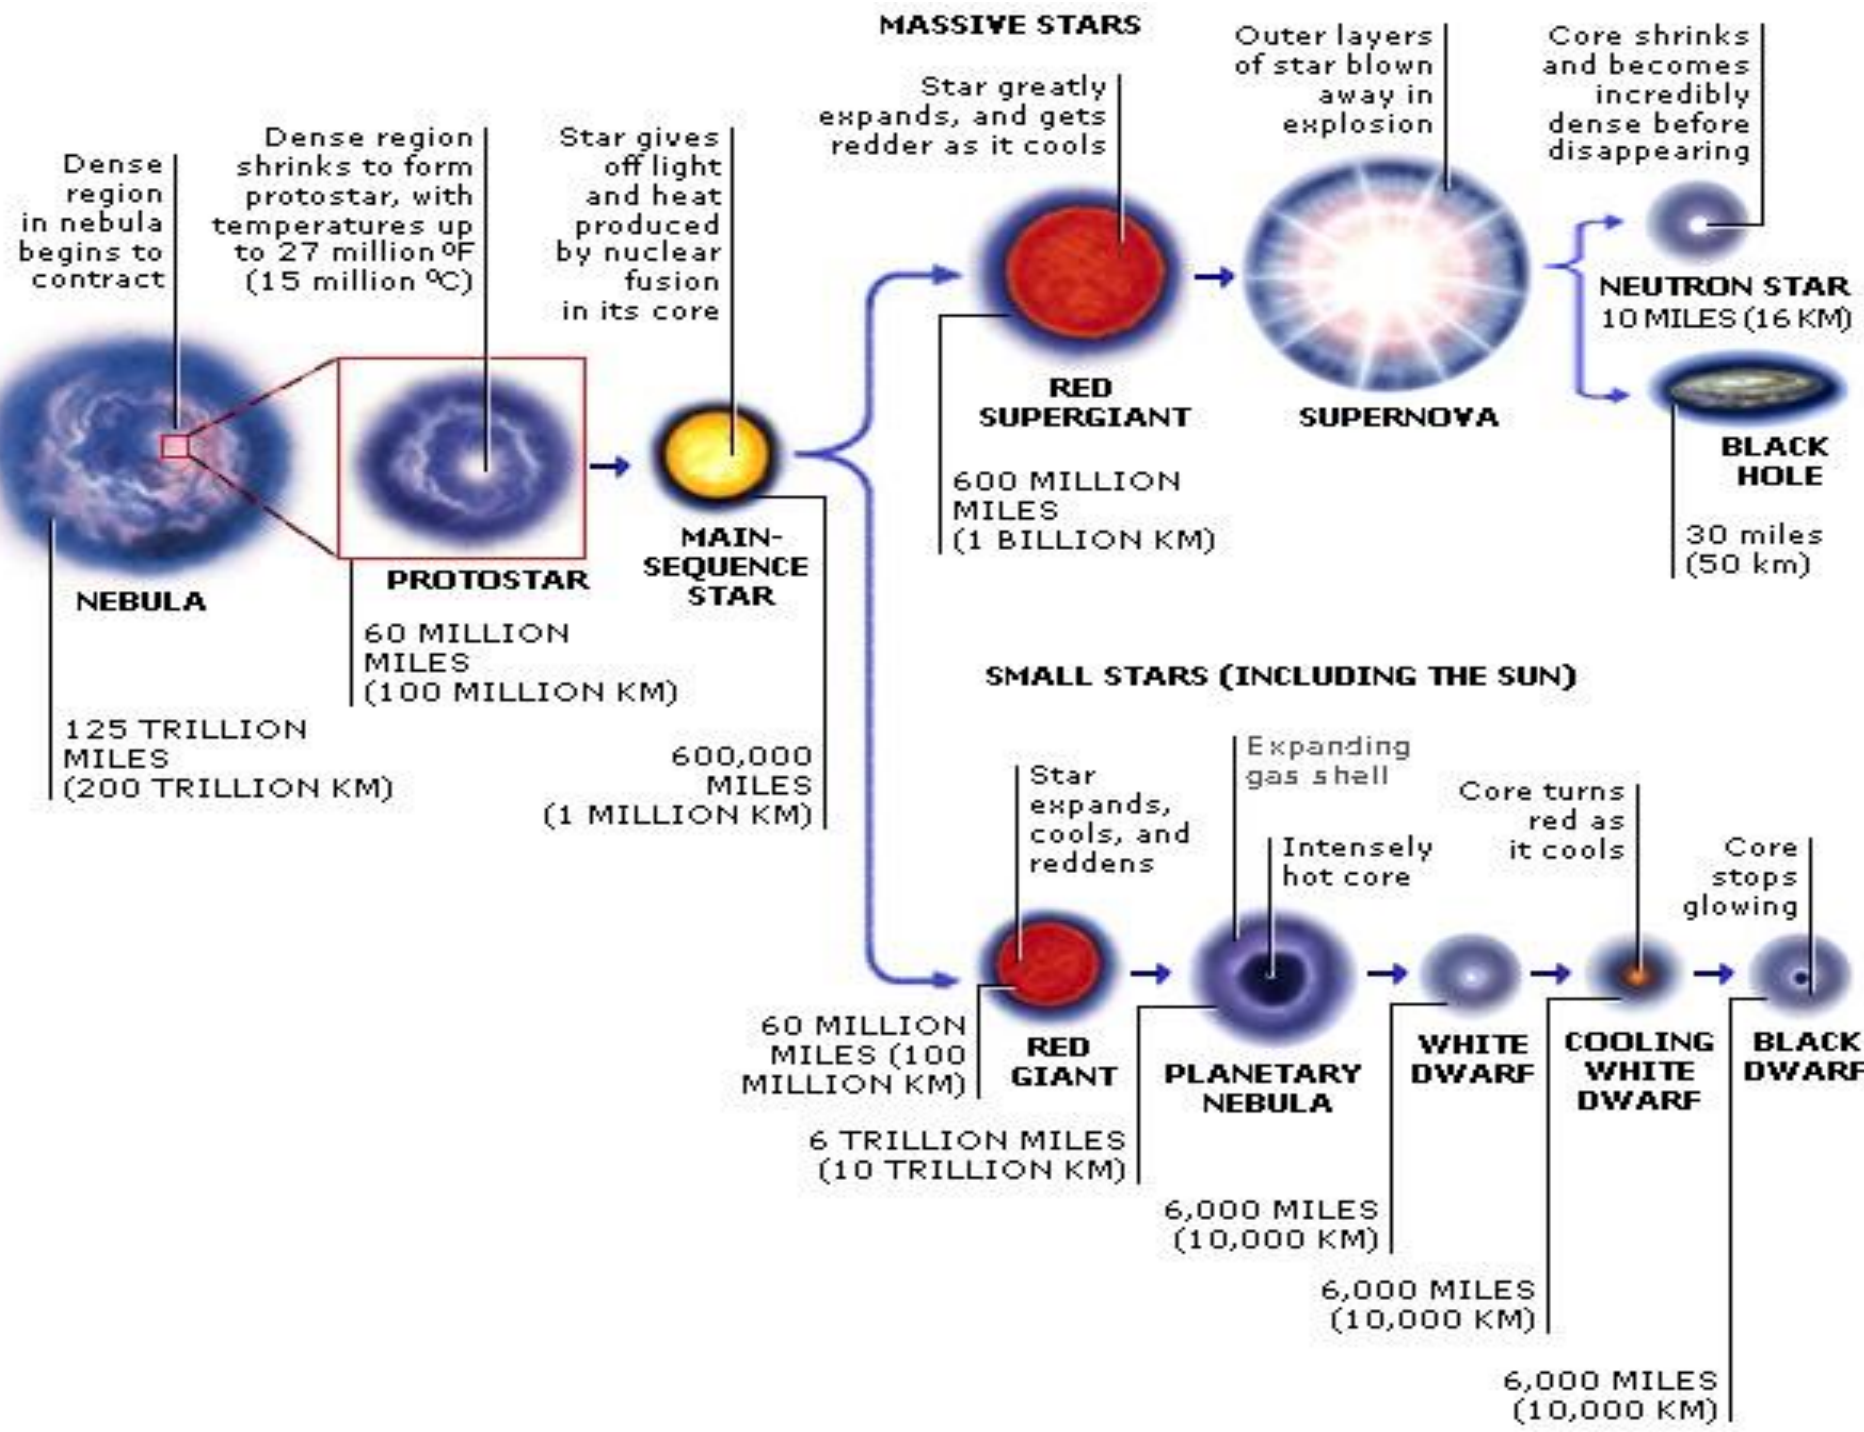 MASSIVE STARS
Dense
region
in nebula
begins to
contract
Dense region
shrinks to form
protostar, with
temperatures up
to 27 million ºF
(15 million ºC)
Star gives
off light
and heat
produced
by nuclear
fusion
in its core
Star greatly
expands, and gets
redder as it cools
Outer layers
of star blown
away in
explosion
Core shrinks
and becomes
incredibly
dense before
disappearing
NEUTRON STAR
10 MILES (16 KM)
RED
SUPERGIANT
SUPERNOVA
BLACK
HOLE
30 miles
(50 km)
600 MILLION
MILES
(1 BILLION KM)
NEBULA
PROTOSTAR
MAIN-
SEQUENCE
STAR
125 TRILLION
MILES
(200 TRILLION KM)
60 MILLION
MILES
(100 MILLION KM)
600,000
MILES
(1 MILLION KM)
SMALL STARS (INCLUDING THE SUN)
Star
expands,
cools, and
reddens
Expanding
gas shell
Intensely
hot core
Core turns
red as
it cools
Core
stops
glowing
60 MILLION
MILES (100
MILLION KM)
RED
GIANT
PLANETARY
NEBULA
WHITE
DWARF
COOLING
WHITE
DWARF
BLACK
DWARF
6 TRILLION MILES
(10 TRILLION KM)
6,000 MILES
(10,000 KM)
6,000 MILES
(10,000 KM)
6,000 MILES
(10,000 KM)